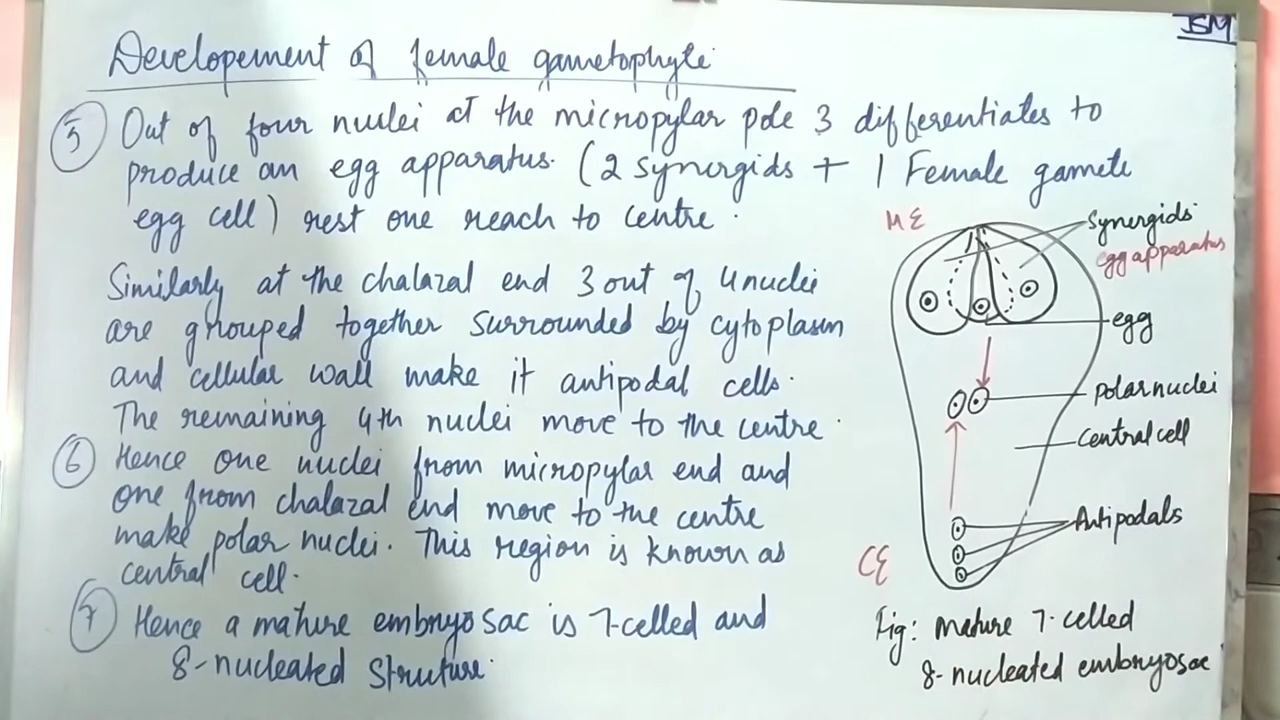 JSM
Developement of female gametophyte
5 Out of four nuclei at the micropylar pole 3 differentiates to
produce an egg apparatus. (2 synergids + 1 Female gamete
egg cell) rest one reach to centre.
Similarly at the chalazal end 3 out of 4 nuclei
are grouped together surrounded by cytoplasm
and cellular wall make it antipodal cells.
The remaining 4th nuclei move to the centre.
6 Hence one nuclei from micropylar end and
one from chalazal end move to the centre
make polar nuclei. This region is known as
central cell.
7 Hence a mature embryo sac is 7-celled and
8-nucleated Struture.
ME
Synergids
egg apparatus
egg
polar nuclei
Central cell
Antipodals
CE
Fig: mature 7-celled
8-nucleated embryosac